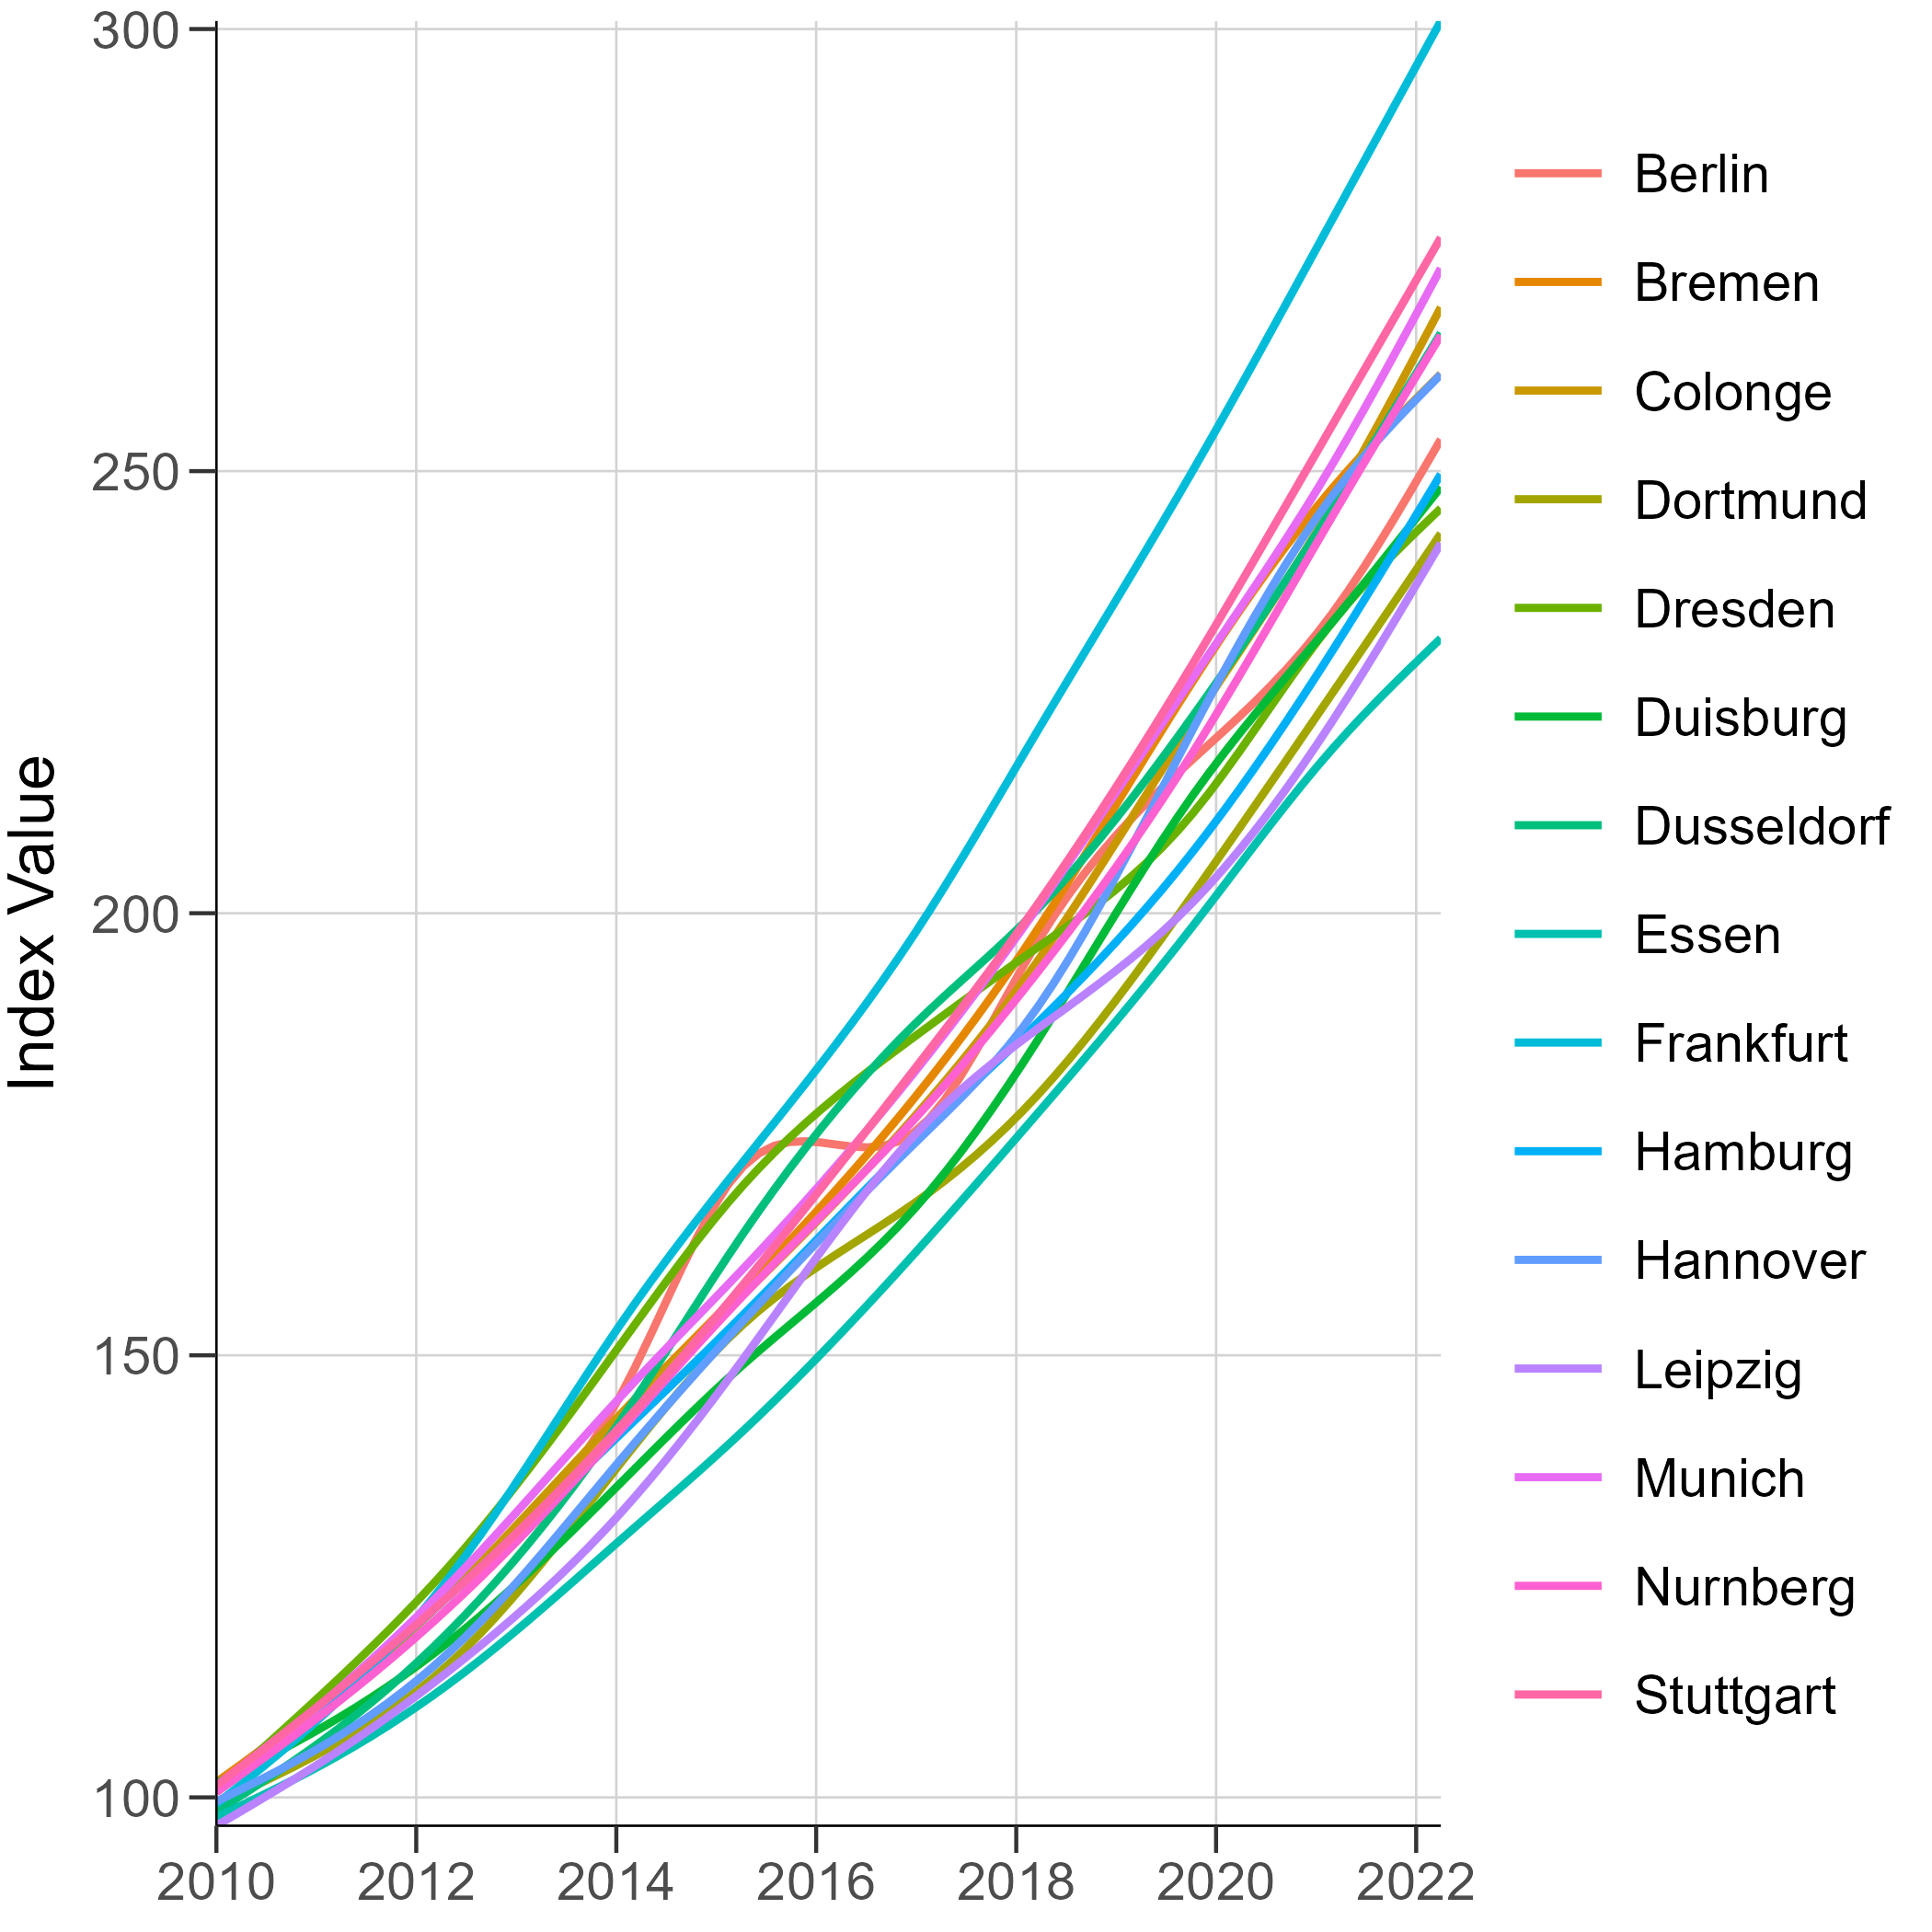 Index Value
300
250
200
150
100
2010 2012 2014 2016 2018 2020 2022
Berlin
Bremen
Colonge
Dortmund
Dresden
Duisburg
Dusseldorf
Essen
Frankfurt
Hamburg
Hannover
Leipzig
Munich
Nurnberg
Stuttgart